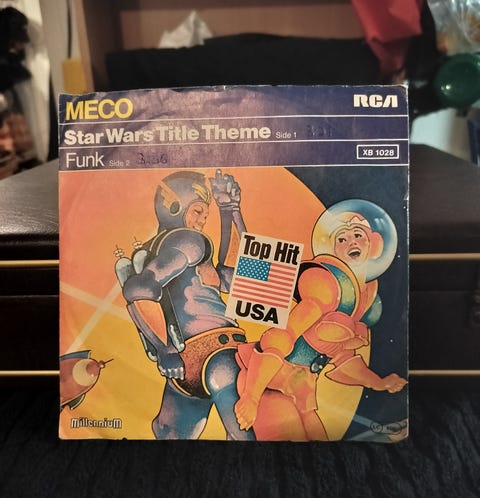 MECO
RCA
Star Wars Title Theme Side 1
Funk Side 2
XB 1028
Top Hit
USA
millennium